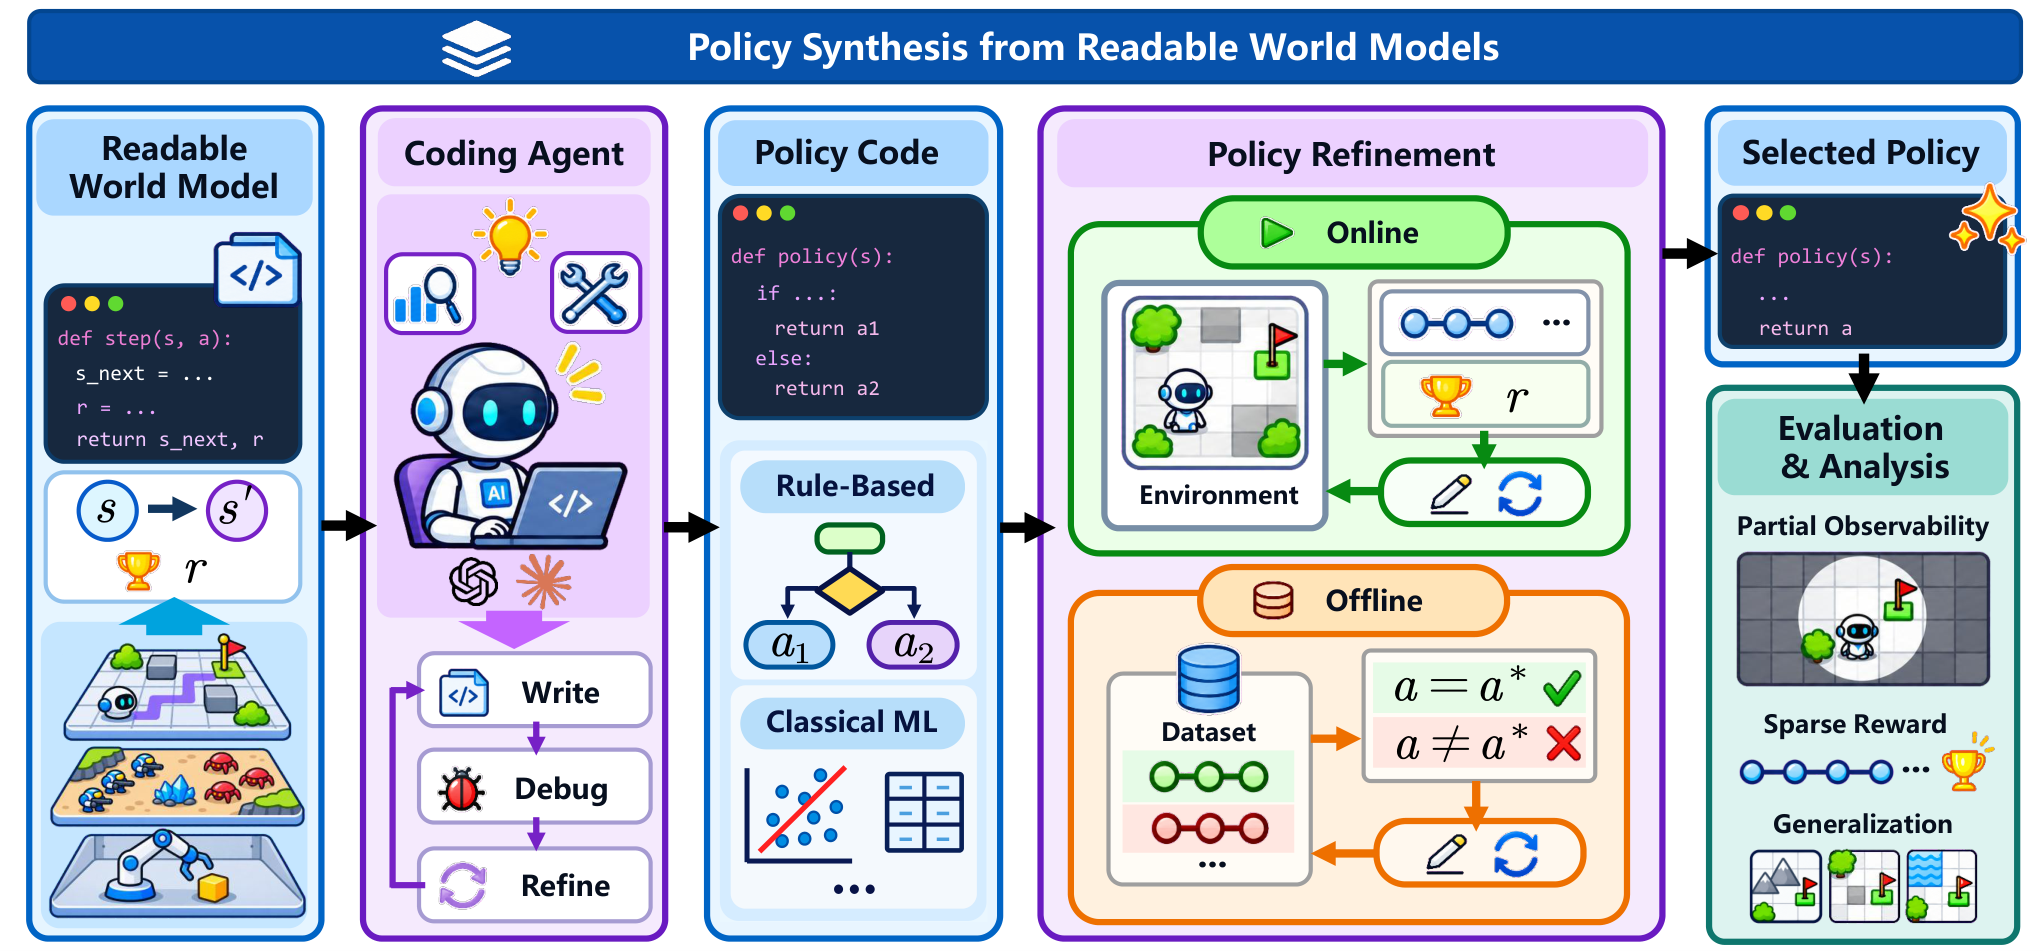 Policy Synthesis from Readable World Models
Readable
World Model
</>
def step(s, a):
s_next = ...
r = ...
return s_next, r
s s′
r
Coding Agent
AI
</>
Write
</>
Debug
Refine
Policy Code
def policy(s):
if ...:
return a1
else:
return a2
Rule-Based
a₁ a₂
Classical ML
...
Policy Refinement
Online
...
r
Environment
Offline
Dataset
...
a = a*
a ≠ a*
Selected Policy
def policy(s):
...
return a
Evaluation
& Analysis
Partial Observability
Sparse Reward
...
Generalization